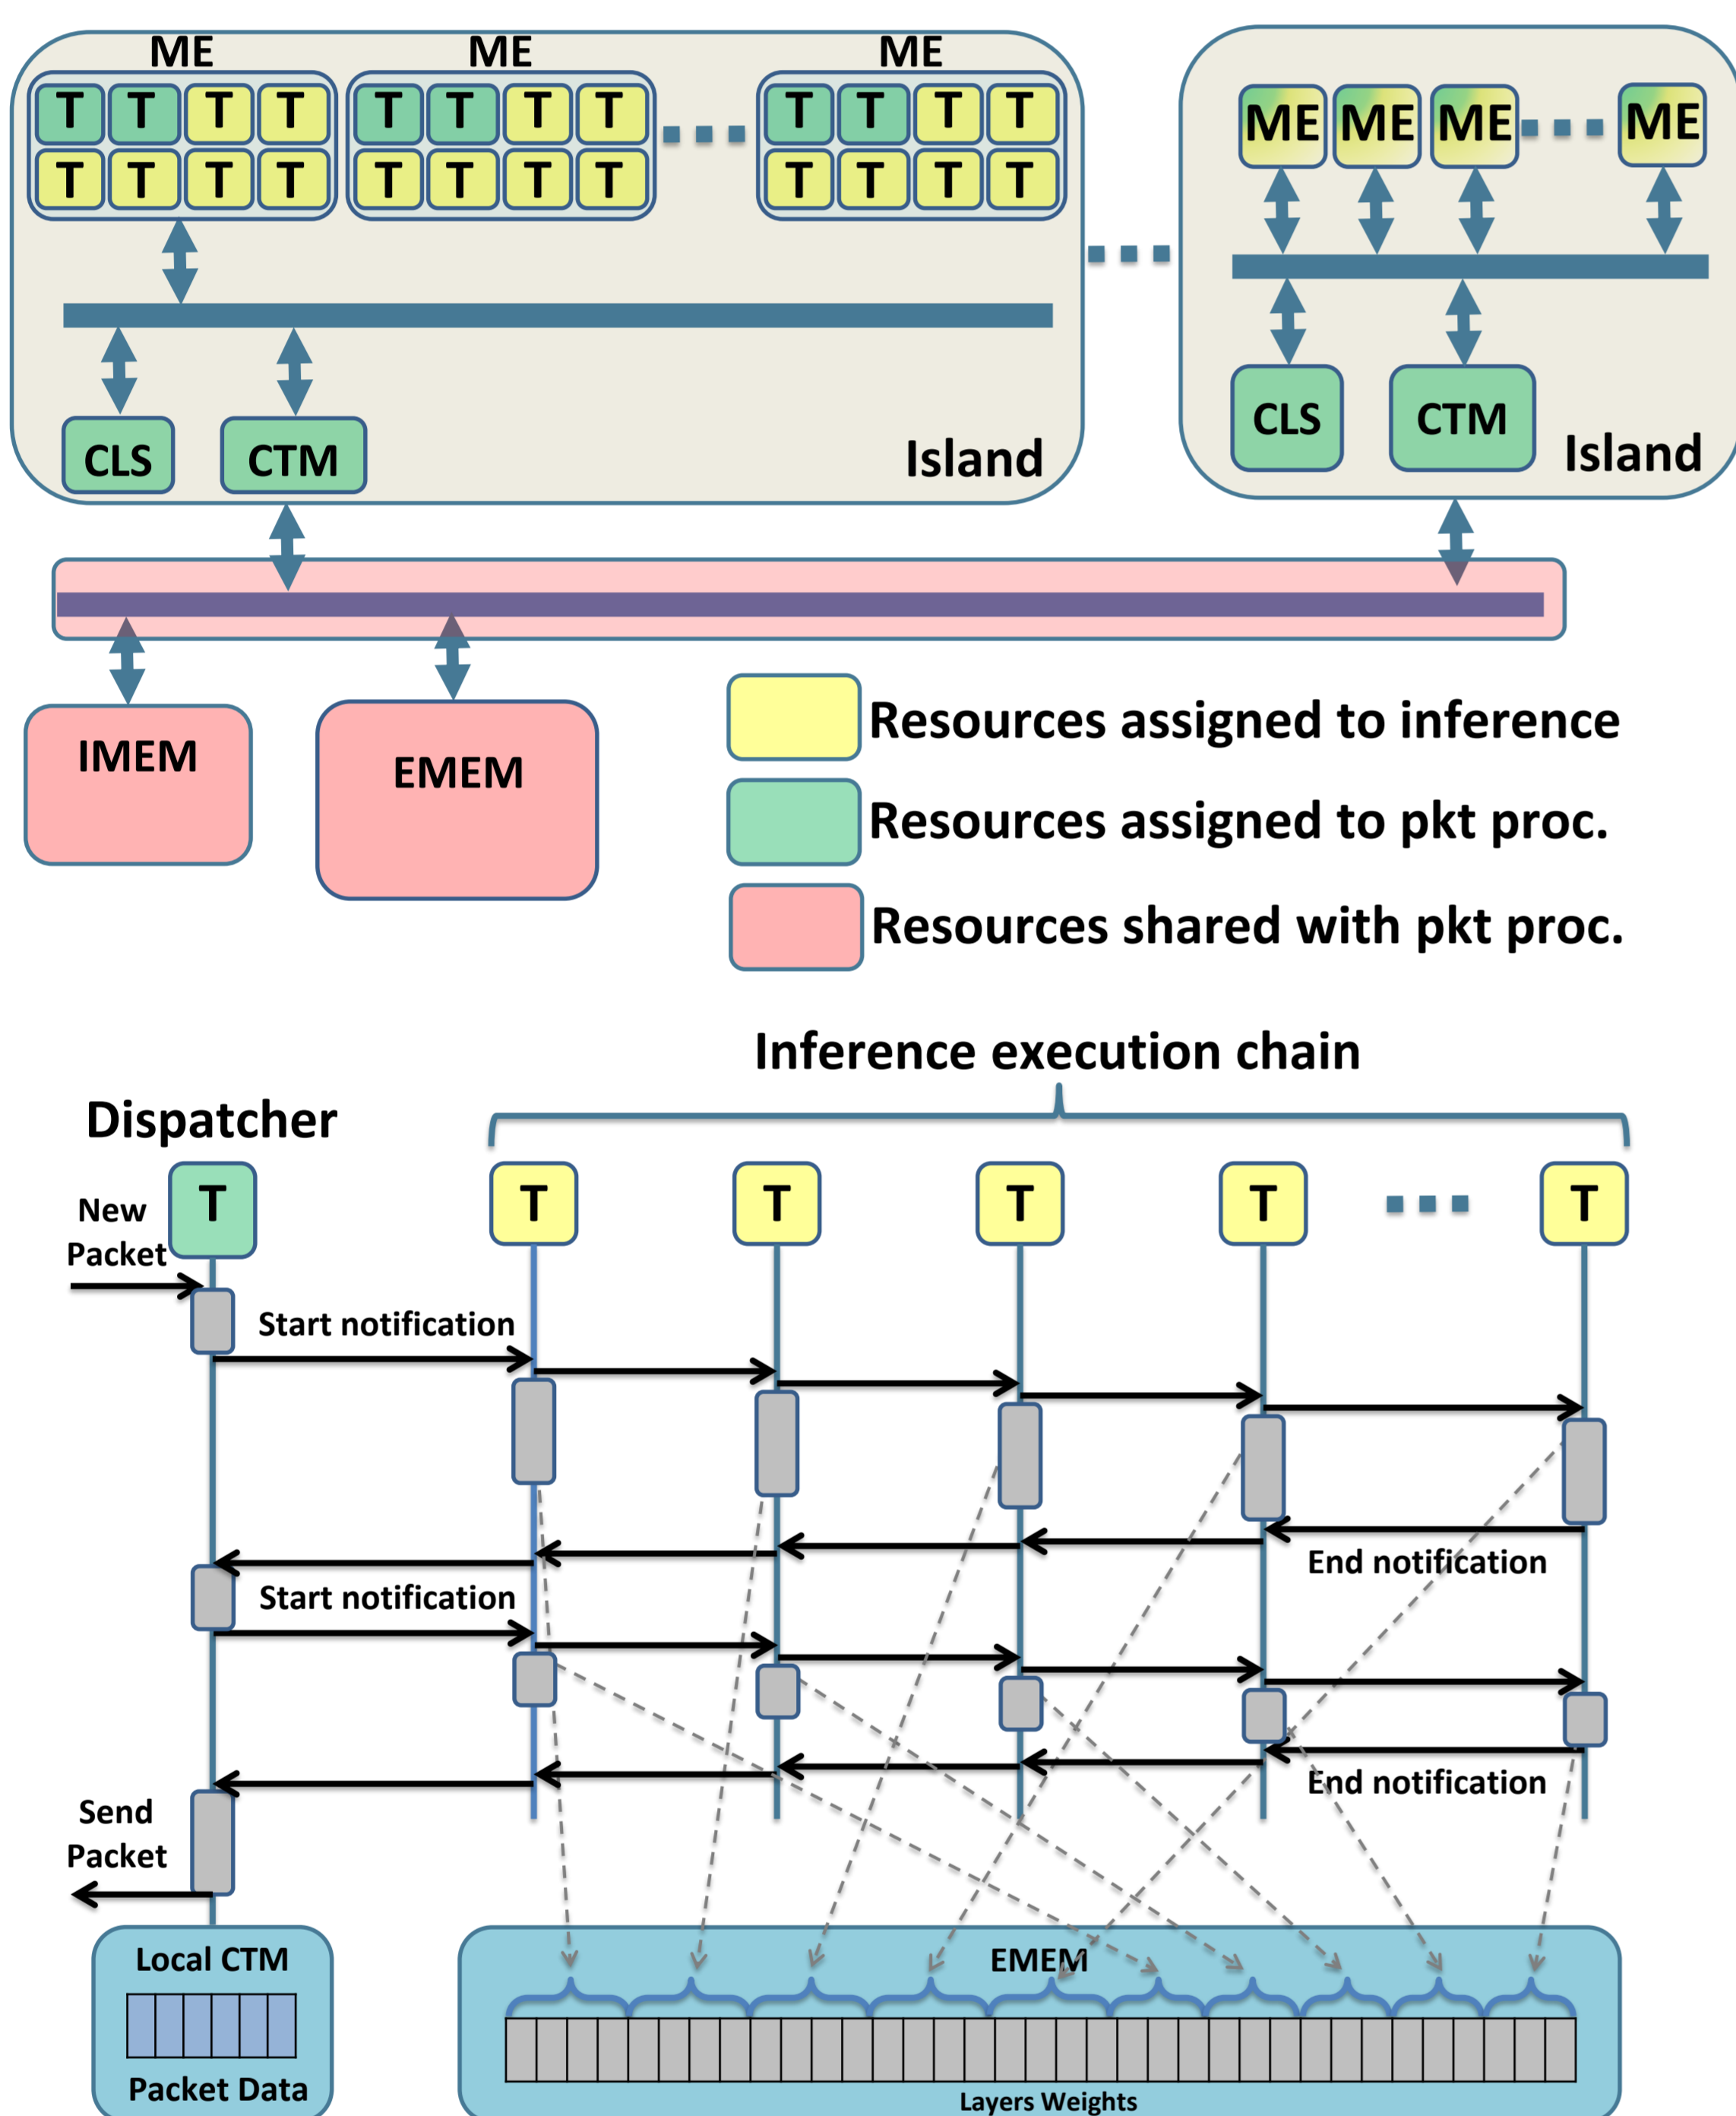 ME ME ME
T T T T T T T T T T T T
T T T T T T T T T T T T
ME ME ME ME
CLS CTM Island
CLS CTM Island
IMEM
EMEM
Resources assigned to inference
Resources assigned to pkt proc.
Resources shared with pkt proc.
Inference execution chain
Dispatcher
T T T T T T
New
Packet
Start notification
End notification
Start notification
End notification
Send
Packet
Local CTM
Packet Data
EMEM
Layers Weights